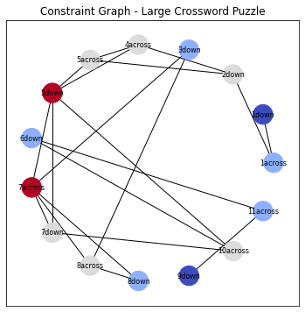 Constraint Graph - Large Crossword Puzzle
4across
3down
5across
2down
5down
1down
6down
1across
7across
11across
7down
10across
8across
9down
8down